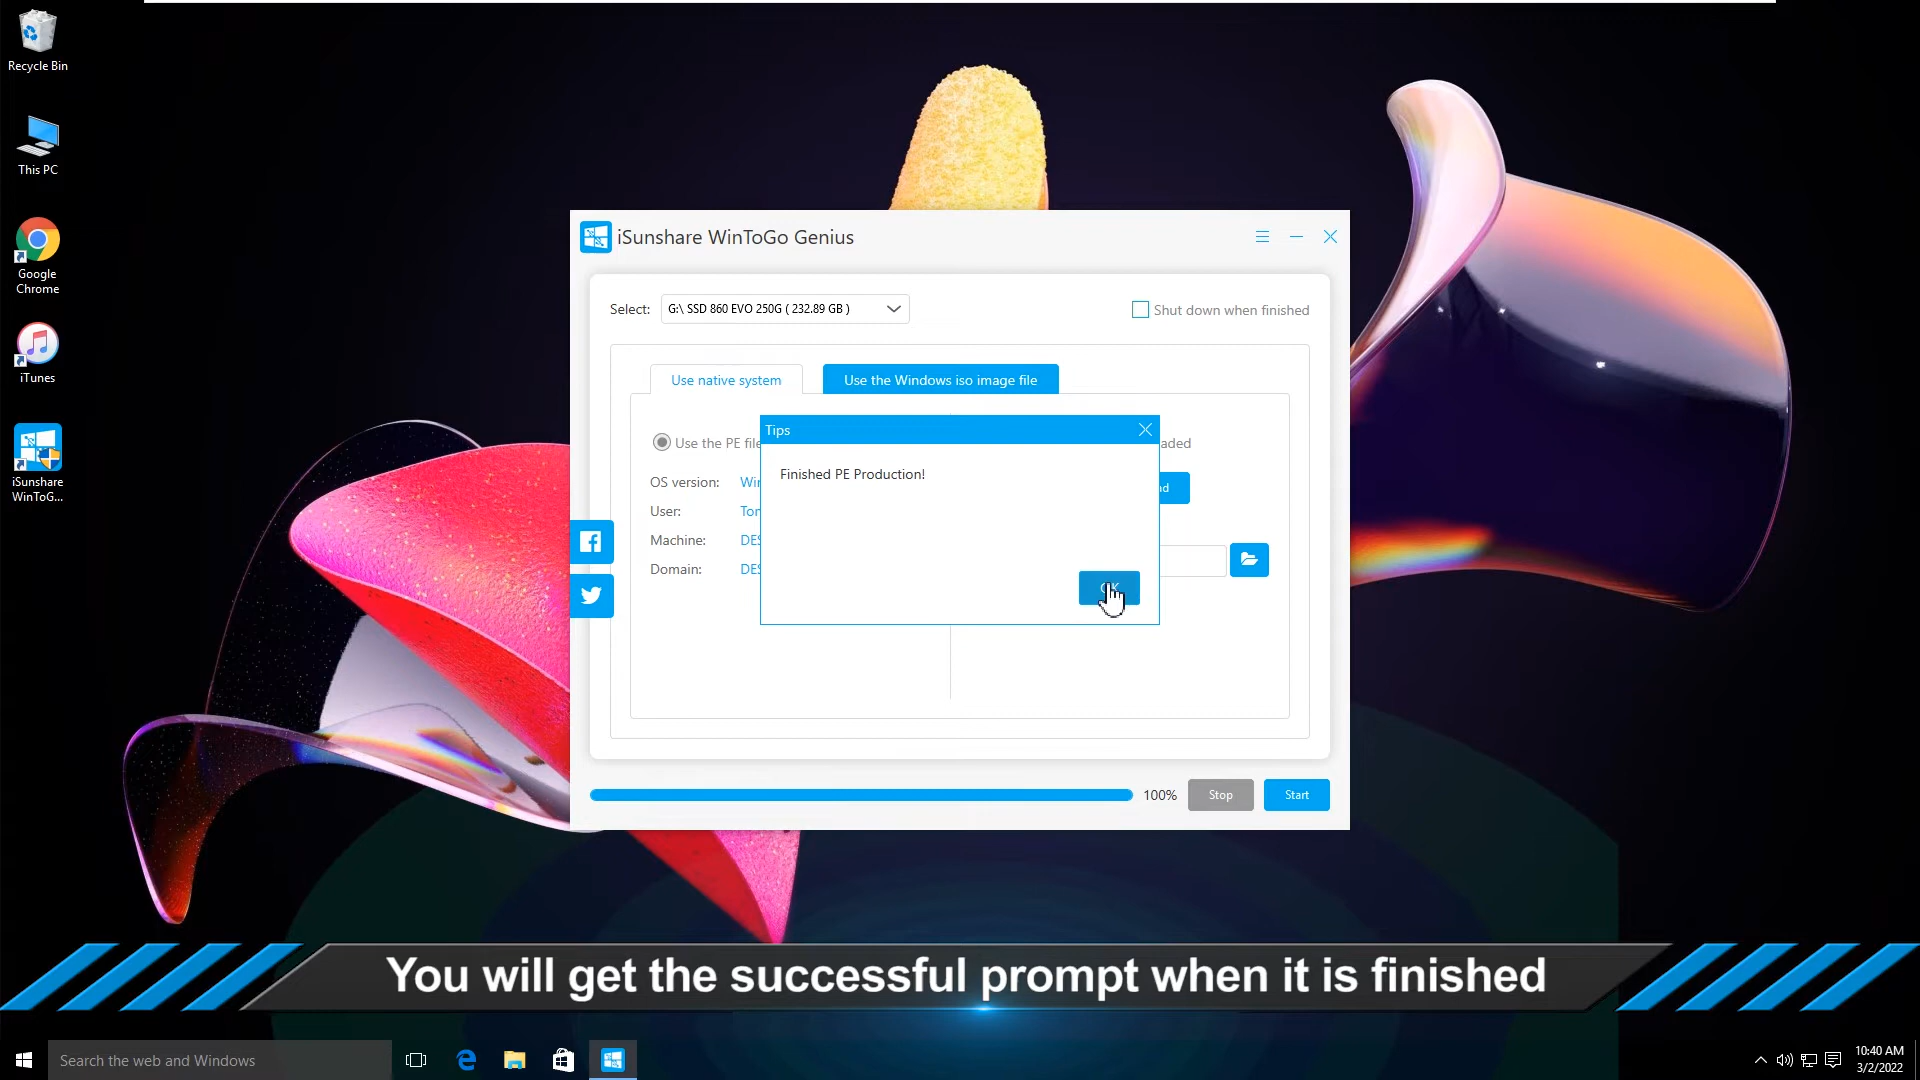 Recycle Bin
This PC
Google
Chrome
iTunes
iSunshare
WinToG...
iSunshare WinToGo Genius
Select:
G:\ SSD 860 EVO 250G ( 232.89 GB )
Shut down when finished
Use native system
Use the Windows iso image file
Tips
Use the PE file
aded
Finished PE Production!
OS version:
User:
Machine:
Domain:
100%
Stop
Start
You will get the successful prompt when it is finished
Search the web and Windows
10:40 AM
3/2/2022